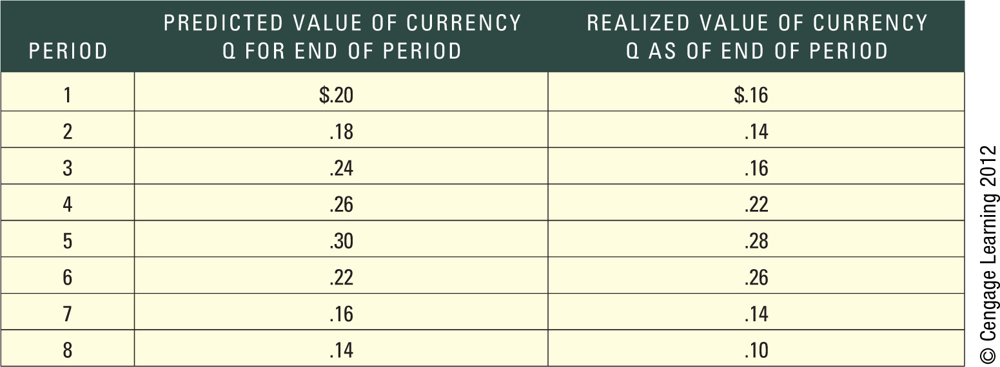 PERIOD PREDICTED VALUE OF CURRENCY Q FOR END OF PERIOD REALIZED VALUE OF CURRENCY Q AS OF END OF PERIOD
1 $.20 $.16
2 .18 .14
3 .24 .16
4 .26 .22
5 .30 .28
6 .22 .26
7 .16 .14
8 .14 .10
© Cengage Learning 2012